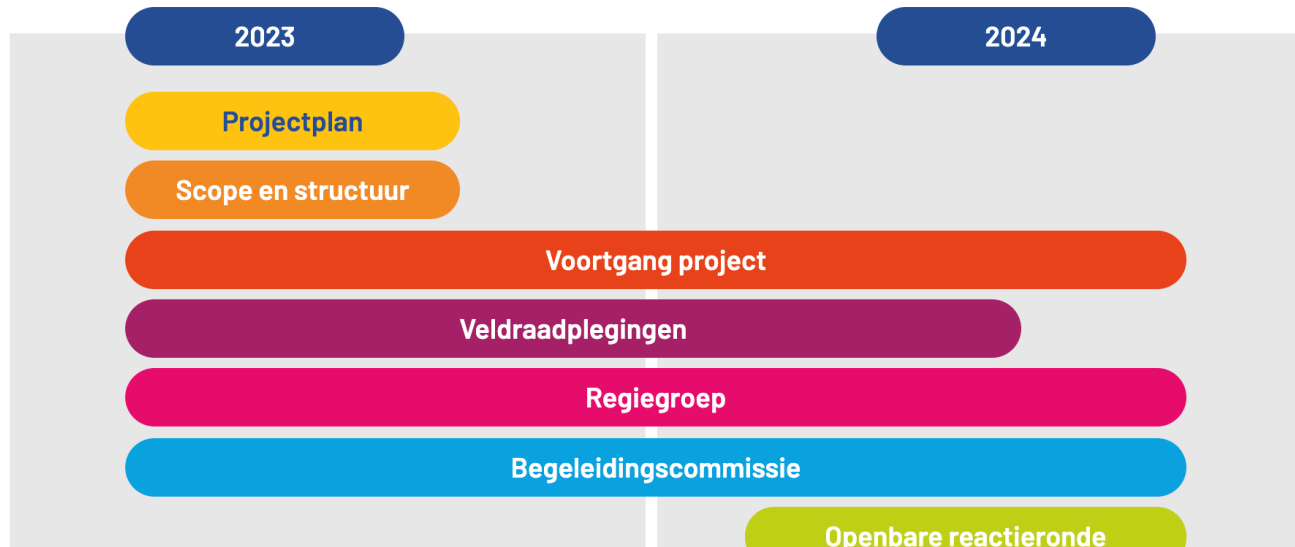 2023
2024
Projectplan
Scope en structuur
Voortgang project
Veldraadplegingen
Regiegroep
Begeleidingscommissie
Openbare reactieronde